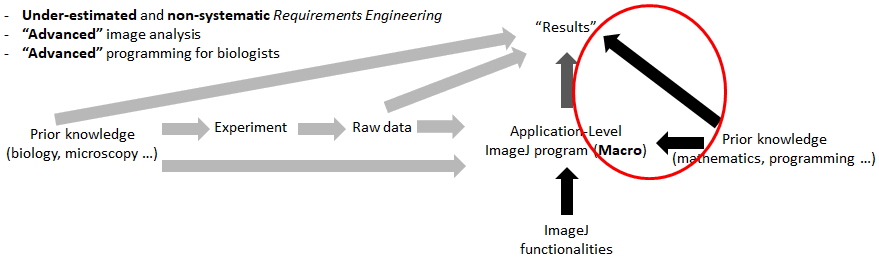 - Under-estimated and non-systematic Requirements Engineering
- “Advanced” image analysis
- “Advanced” programming for biologists
“Results”
Prior knowledge
(biology, microscopy …)
Experiment
Raw data
Application-Level
ImageJ program (Macro)
Prior knowledge
(mathematics, programming …)
ImageJ
functionalities